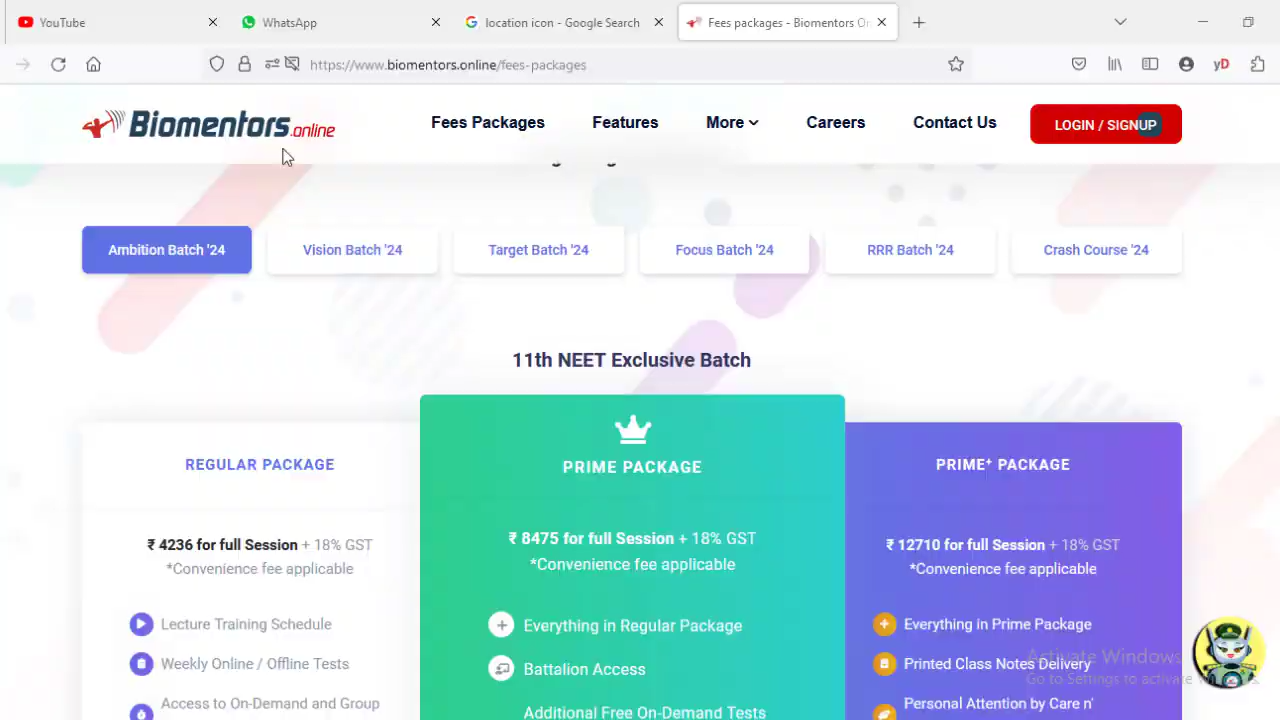 YouTube
WhatsApp
location icon - Google Search
Fees packages - Biomentors O
https://www.biomentors.online/fees-packages
yD
Biomentors.online
Fees Packages
Features
More
Careers
Contact Us
LOGIN / SIGNUP
Ambition Batch '24
Vision Batch '24
Target Batch '24
Focus Batch '24
RRR Batch '24
Crash Course '24
11th NEET Exclusive Batch
REGULAR PACKAGE
₹ 4236 for full Session + 18% GST
*Convenience fee applicable
Lecture Training Schedule
Weekly Online / Offline Tests
Access to On-Demand and Group
PRIME PACKAGE
₹ 8475 for full Session + 18% GST
*Convenience fee applicable
Everything in Regular Package
Battalion Access
Additional Free On-Demand Tests
PRIME⁺ PACKAGE
₹ 12710 for full Session + 18% GST
*Convenience fee applicable
Everything in Prime Package
Printed Class Notes Delivery
Personal Attention by Care n'
Activate Windows
Go to Settings to activate